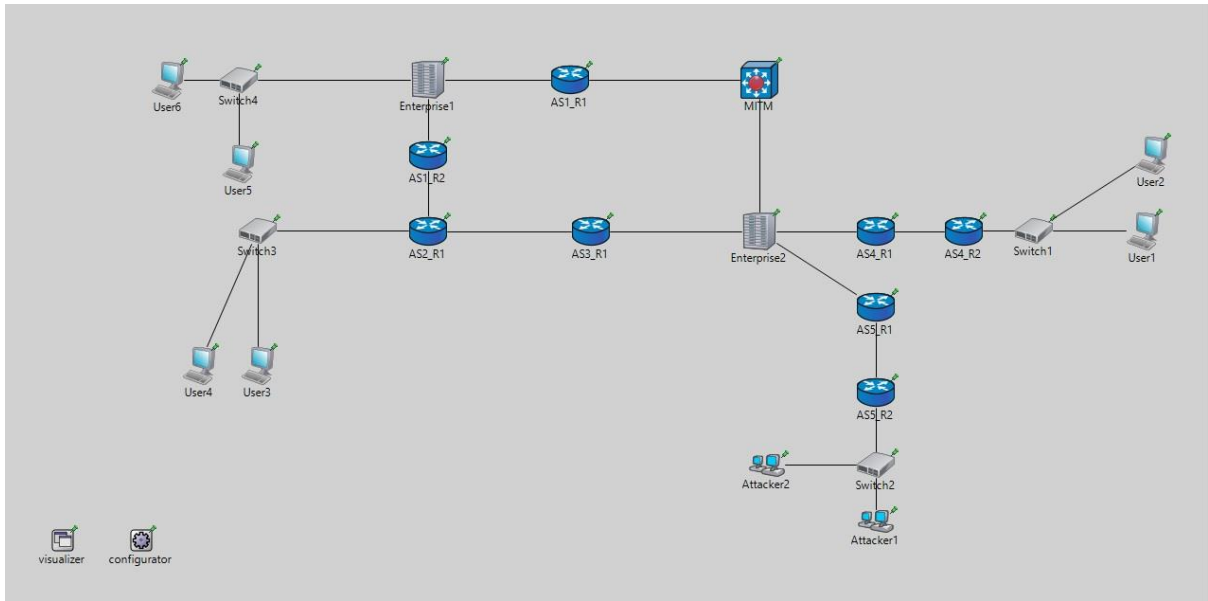 User6
Switch4
Enterprise1
AS1_R1
MITM
User5
AS1_R2
User2
Switch3
AS2_R1
AS3_R1
Enterprise2
AS4_R1
AS4_R2
Switch1
User1
AS5_R1
User4
User3
AS5_R2
Attacker2
Switch2
Attacker1
visualizer
configurator